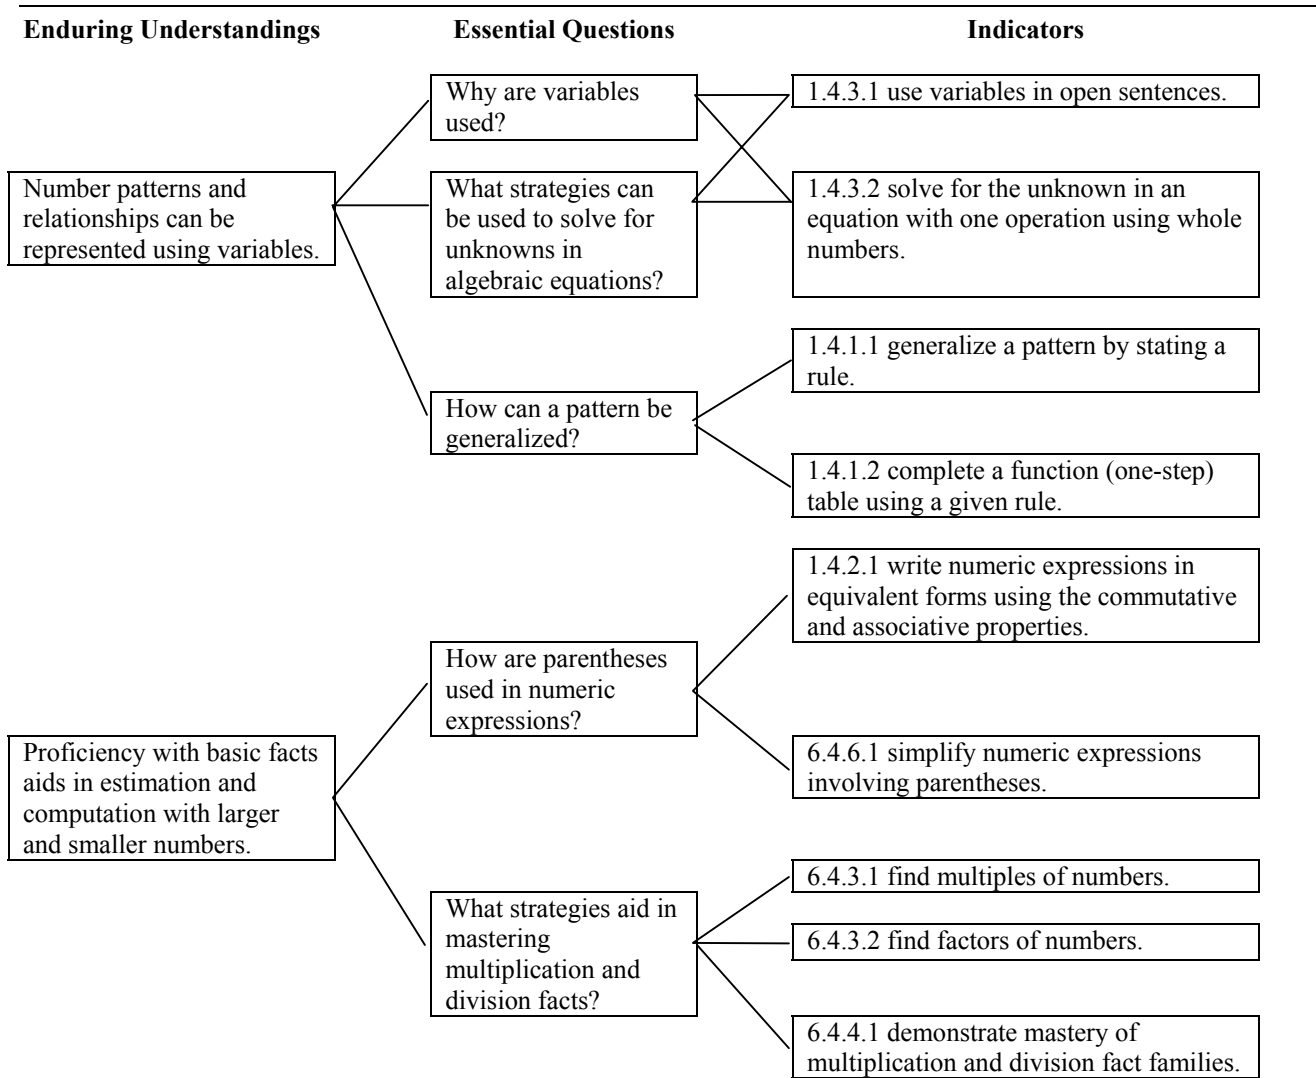 Enduring Understandings
Essential Questions
Indicators
Number patterns and
relationships can be
represented using variables.
Why are variables
used?
What strategies can
be used to solve for
unknowns in
algebraic equations?
How can a pattern be
generalized?
1.4.3.1 use variables in open sentences.
1.4.3.2 solve for the unknown in an
equation with one operation using whole
numbers.
1.4.1.1 generalize a pattern by stating a
rule.
1.4.1.2 complete a function (one-step)
table using a given rule.
Proficiency with basic facts
aids in estimation and
computation with larger
and smaller numbers.
How are parentheses
used in numeric
expressions?
What strategies aid in
mastering
multiplication and
division facts?
1.4.2.1 write numeric expressions in
equivalent forms using the commutative
and associative properties.
6.4.6.1 simplify numeric expressions
involving parentheses.
6.4.3.1 find multiples of numbers.
6.4.3.2 find factors of numbers.
6.4.4.1 demonstrate mastery of
multiplication and division fact families.